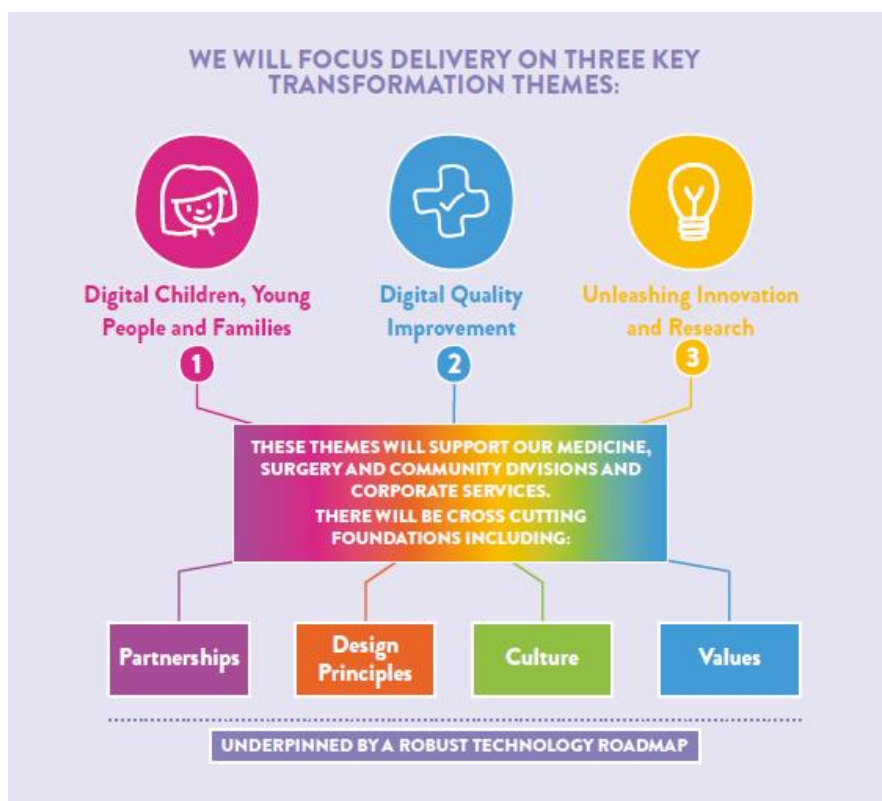 WE WILL FOCUS DELIVERY ON THREE KEY
TRANSFORMATION THEMES:
Digital Children, Young
People and Families
1
Digital Quality
Improvement
2
Unleashing Innovation
and Research
3
THESE THEMES WILL SUPPORT OUR MEDICINE,
SURGERY AND COMMUNITY DIVISIONS AND
CORPORATE SERVICES.
THERE WILL BE CROSS CUTTING
FOUNDATIONS INCLUDING:
Partnerships
Design
Principles
Culture
Values
UNDERPINNED BY A ROBUST TECHNOLOGY ROADMAP